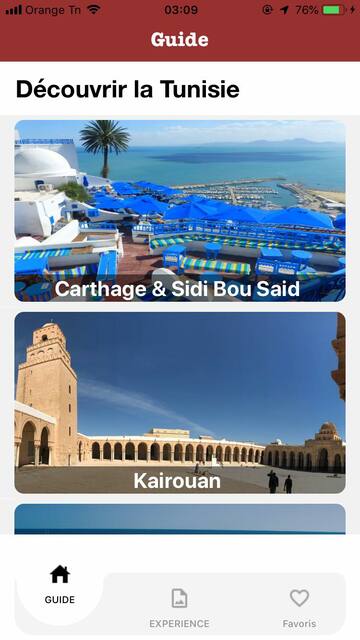 Orange Tn 03:09 76%
Guide
Découvrir la Tunisie
Carthage & Sidi Bou Said
Kairouan
GUIDE EXPERIENCE Favoris